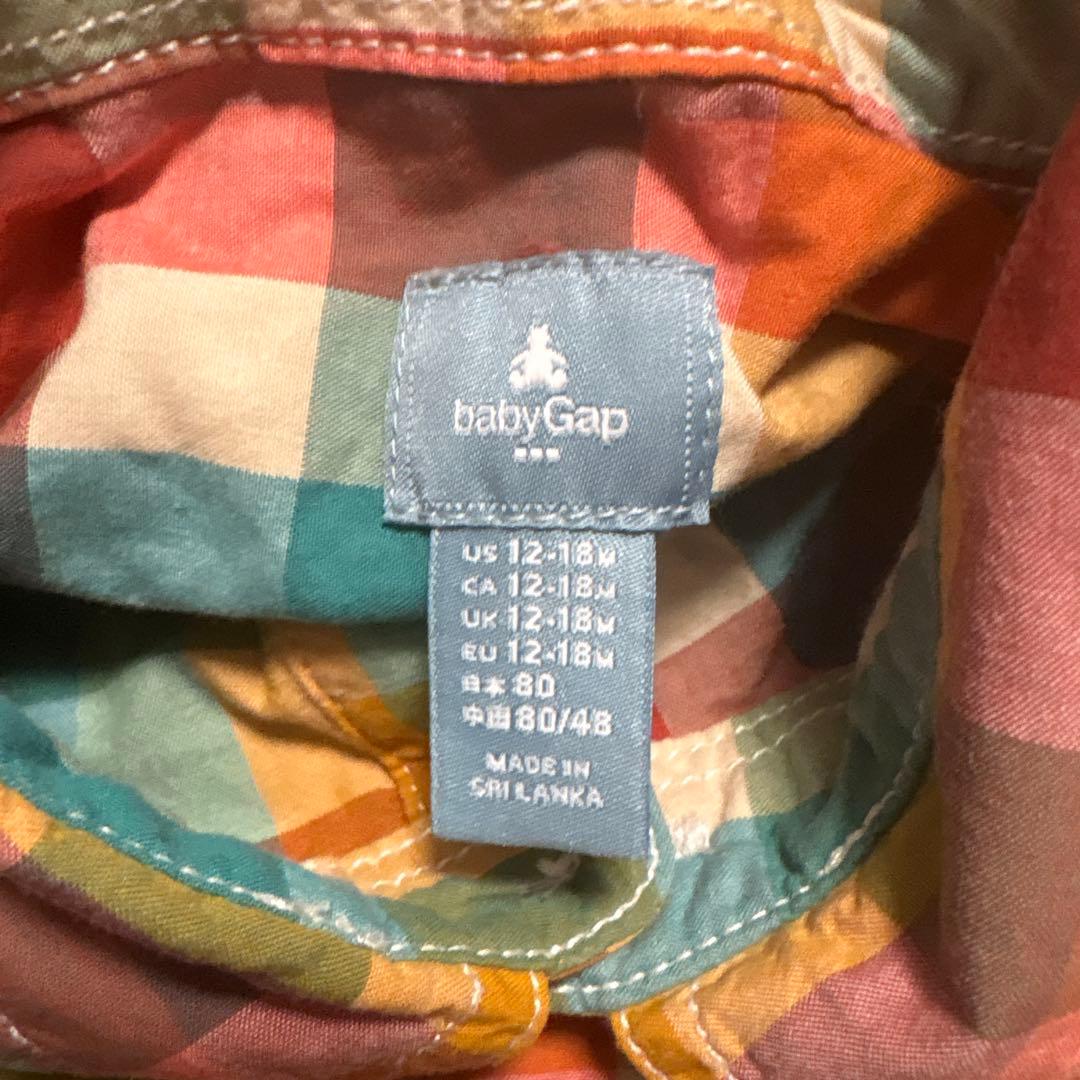 babyGap
US 12-18M
CA 12-18M
UK 12-18M
EU 12-18M
日本 80
中国 80/48
MADE IN
SRI LANKA